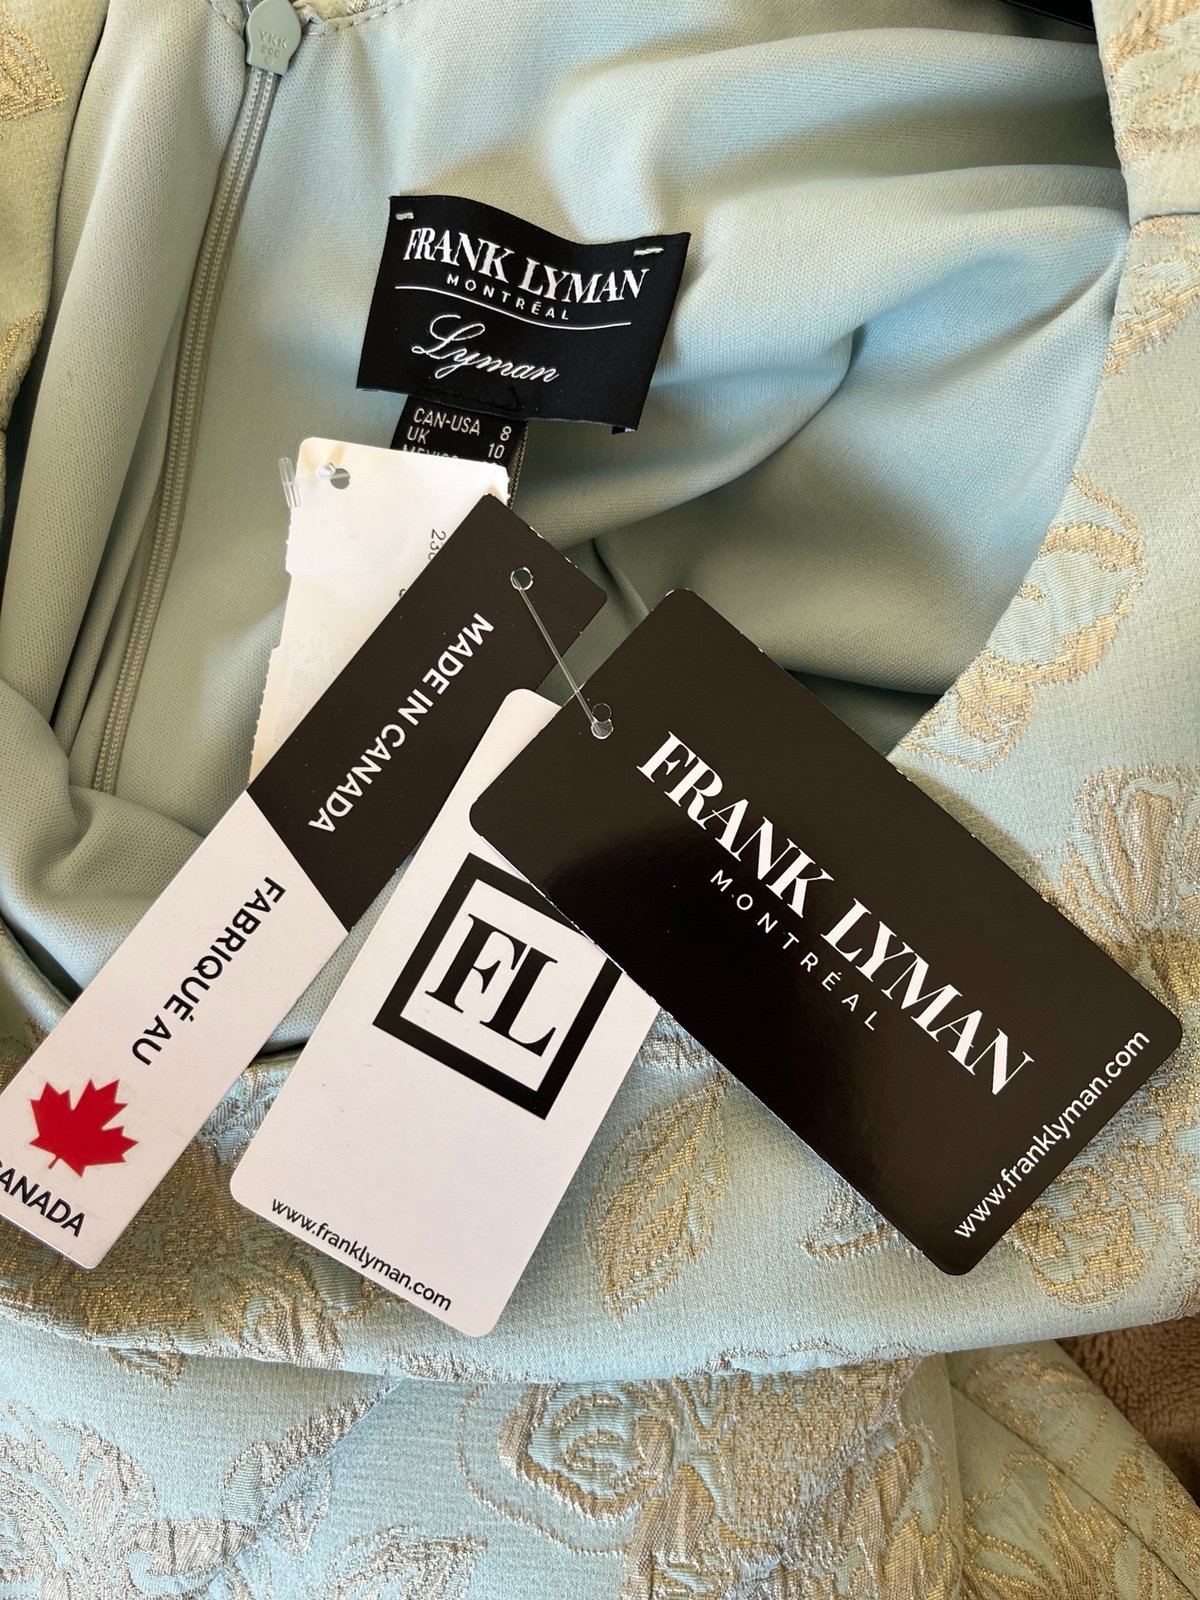 YKK
FRANK LYMAN
MONTRÉAL
Lyman
CAN-USA 8
UK 10
MADE IN CANADA
FABRIQUÉ AU
CANADA
FL
www.franklyman.com
FRANK LYMAN
MONTRÉAL
www.franklyman.com